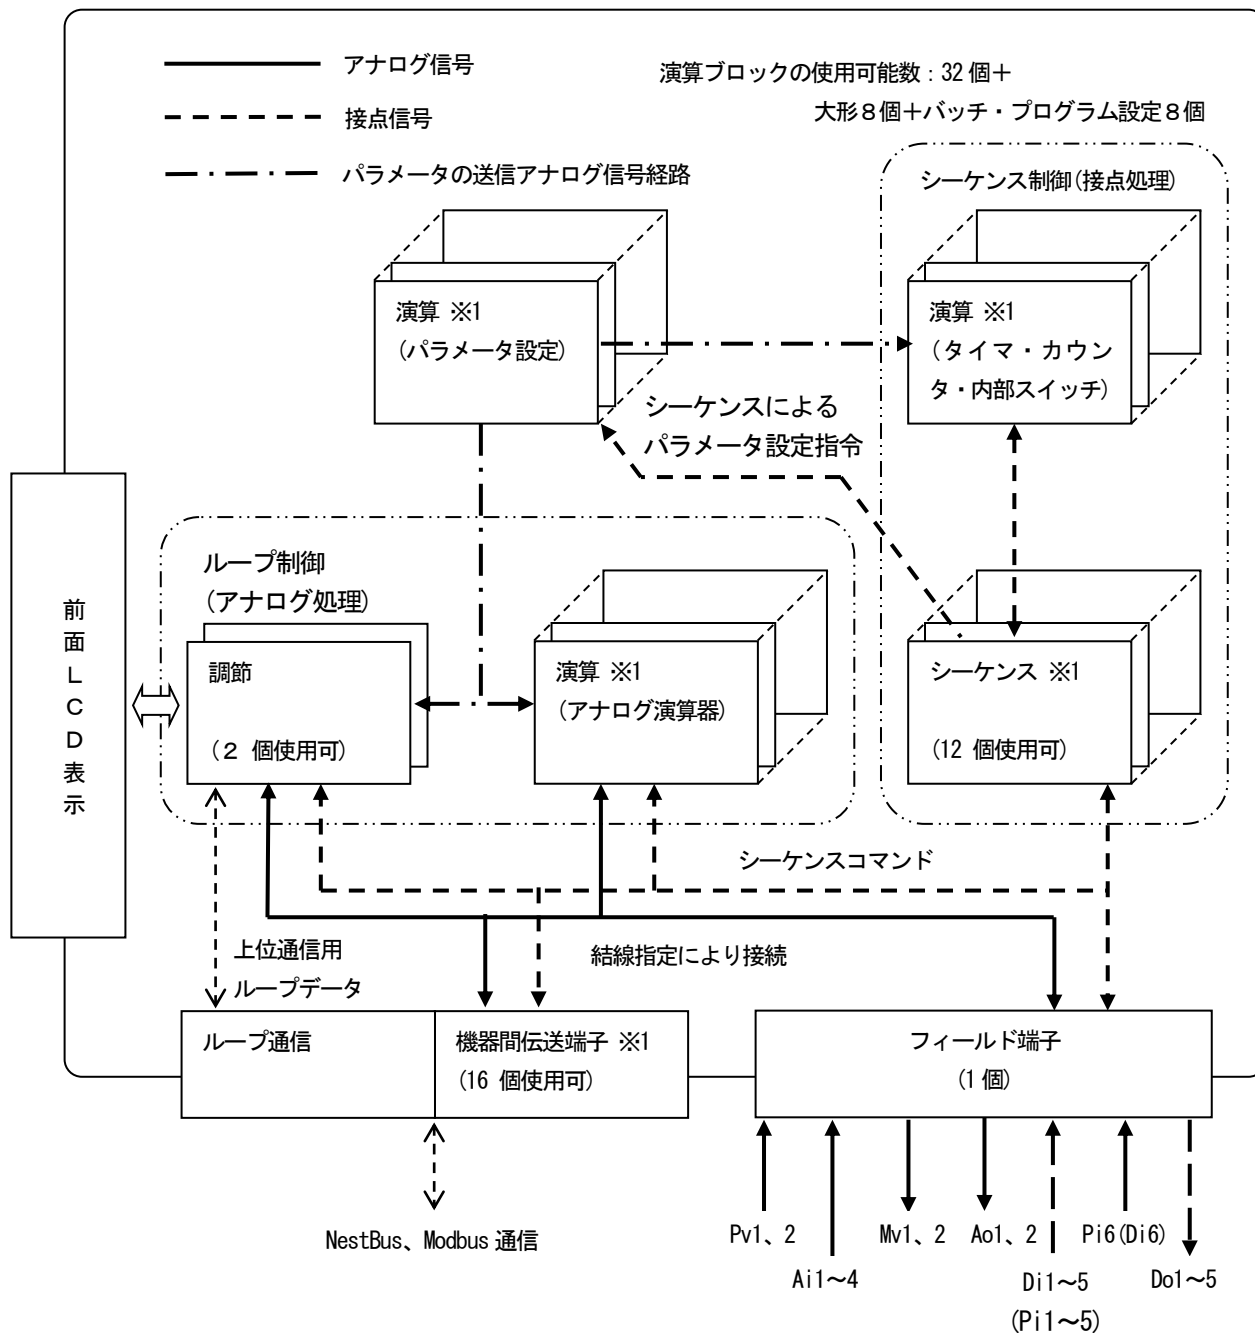 アナログ信号
接点信号
パラメータの送信アナログ信号経路
演算ブロックの使用可能数：32個＋
大形８個＋バッチ・プログラム設定８個
シーケンス制御(接点処理)
演算 ※1
(パラメータ設定)
演算 ※1
(タイマ・カウン
タ・内部スイッチ)
シーケンスによる
パラメータ設定指令
ループ制御
(アナログ処理)
前面ＬＣＤ表示
調節
(２ 個使用可)
演算 ※1
(アナログ演算器)
シーケンス ※1
(12 個使用可)
シーケンスコマンド
上位通信用
ループデータ
結線指定により接続
ループ通信
機器間伝送端子 ※1
(16 個使用可)
フィールド端子
(1個)
NestBus、Modbus 通信
Pv1、2
Mv1、2
Ao1、2
Pi6(Di6)
Ai1～4
Di1～5
(Pi1～5)
Do1～5